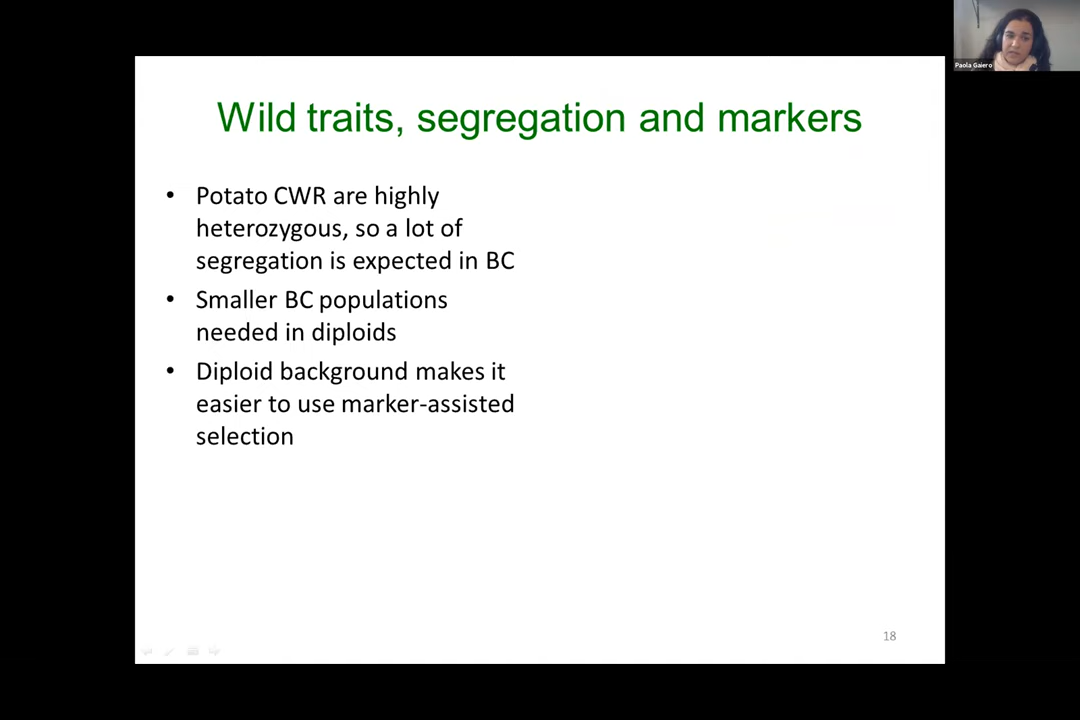 Paola Gaiero
Wild traits, segregation and markers
• Potato CWR are highly
heterozygous, so a lot of
segregation is expected in BC
• Smaller BC populations
needed in diploids
• Diploid background makes it
easier to use marker-assisted
selection
18